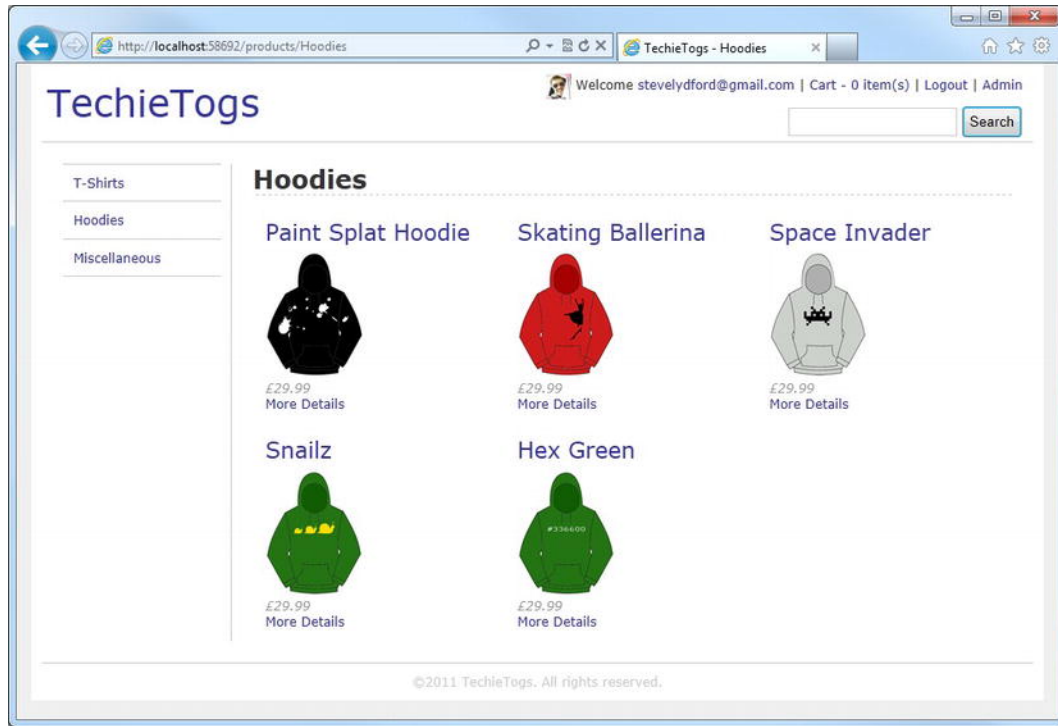 http://localhost:58692/products/Hoodies
TechieTogs - Hoodies
TechieTogs
Welcome stevelydford@gmail.com | Cart - 0 item(s) | Logout | Admin
Search
T-Shirts
Hoodies
Miscellaneous
Hoodies
Paint Splat Hoodie
£29.99
More Details
Skating Ballerina
£29.99
More Details
Space Invader
£29.99
More Details
Snailz
£29.99
More Details
Hex Green
#336600
£29.99
More Details
©2011 TechieTogs. All rights reserved.